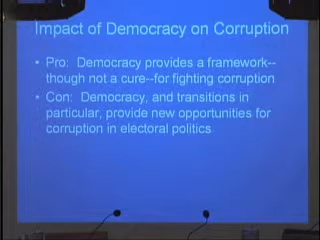 Impact of Democracy on Corruption
• Pro: Democracy provides a framework--
though not a cure--for fighting corruption
• Con: Democracy, and transitions in
particular, provide new opportunities for
corruption in electoral politics